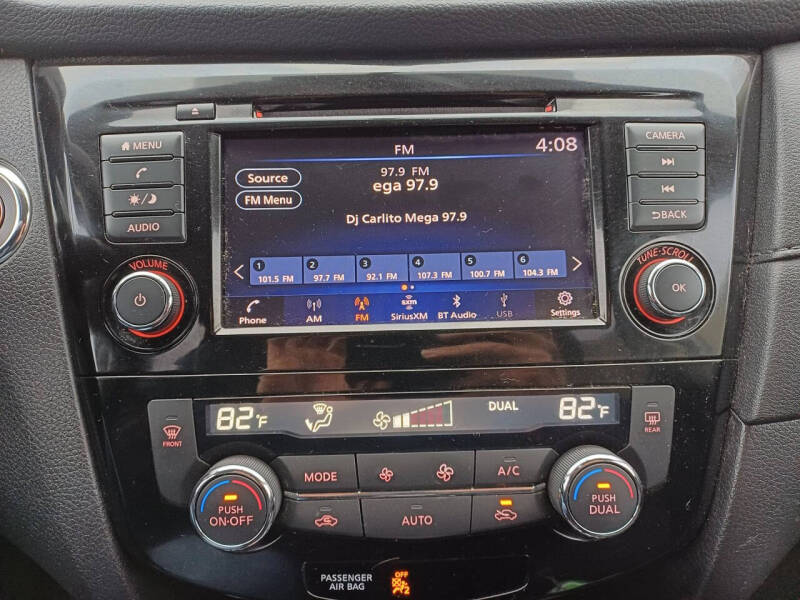 MENU
AUDIO
VOLUME
FM
4:08
Source
97.9 FM
ega 97.9
FM Menu
Dj Carlito Mega 97.9
1 2 3 4 5 6
101.5 FM 97.7 FM 92.1 FM 107.3 FM 100.7 FM 104.3 FM
sxm
Phone AM FM SiriusXM BT Audio USB Settings
CAMERA
BACK
TUNE·SCROLL
OK
82°F
DUAL
82°F
FRONT
REAR
MODE
A/C
PUSH
ON·OFF
AUTO
PUSH
DUAL
PASSENGER
AIR BAG
OFF
2